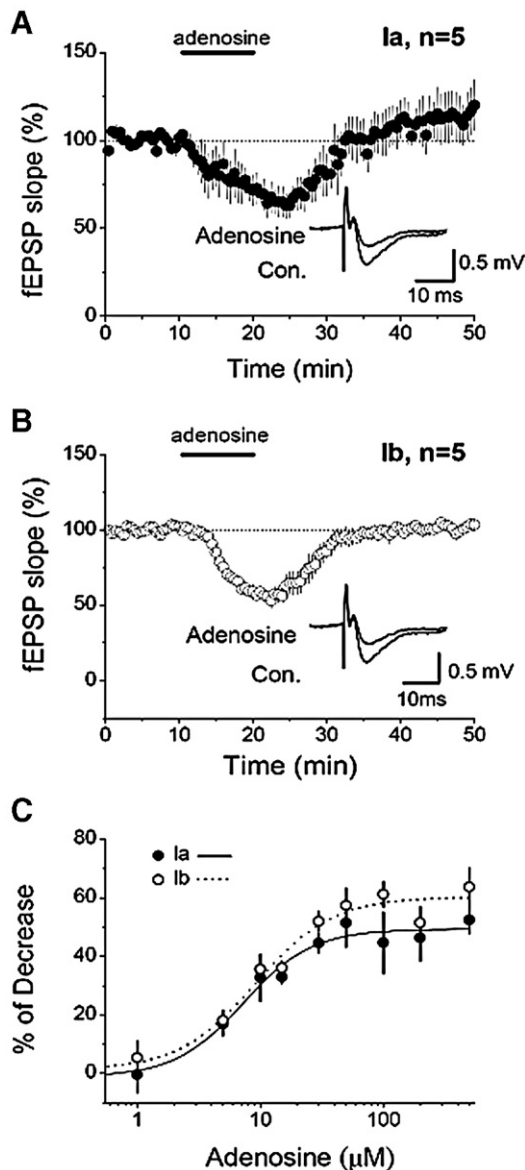 A
adenosine
Ia, n=5
150
100
50
0
fEPSP slope (%)
Adenosine
Con.
0.5 mV
10 ms
0 10 20 30 40 50
Time (min)
B
adenosine
Ib, n=5
150
100
50
0
fEPSP slope (%)
Adenosine
Con.
0.5 mV
10ms
0 10 20 30 40 50
Time (min)
C
80
60
40
20
0
% of Decrease
Ia
Ib
1 10 100
Adenosine (μM)